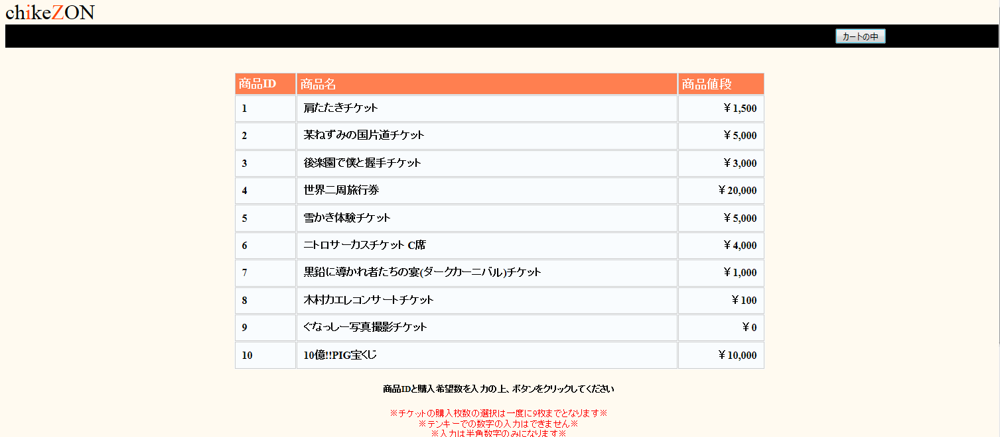 chikeZON
カートの中
商品ID 商品名 商品値段
1 肩たたきチケット ¥1,500
2 某ねずみの国片道チケット ¥5,000
3 後楽園で僕と握手チケット ¥3,000
4 世界二周旅行券 ¥20,000
5 雪かき体験チケット ¥5,000
6 ニトロサーカスチケット C席 ¥4,000
7 黒鉛に導かれ者たちの宴(ダークカーニバル)チケット ¥1,000
8 木村カエレコンサートチケット ¥100
9 ぐなっしー写真撮影チケット ¥0
10 10億!!PIG宝くじ ¥10,000
商品IDと購入希望数を入力の上、ボタンをクリックしてください
※チケットの購入枚数の選択は一度に9枚までとなります※
※テンキーでの数字の入力はできません※
※入力は半角数字のみになります※